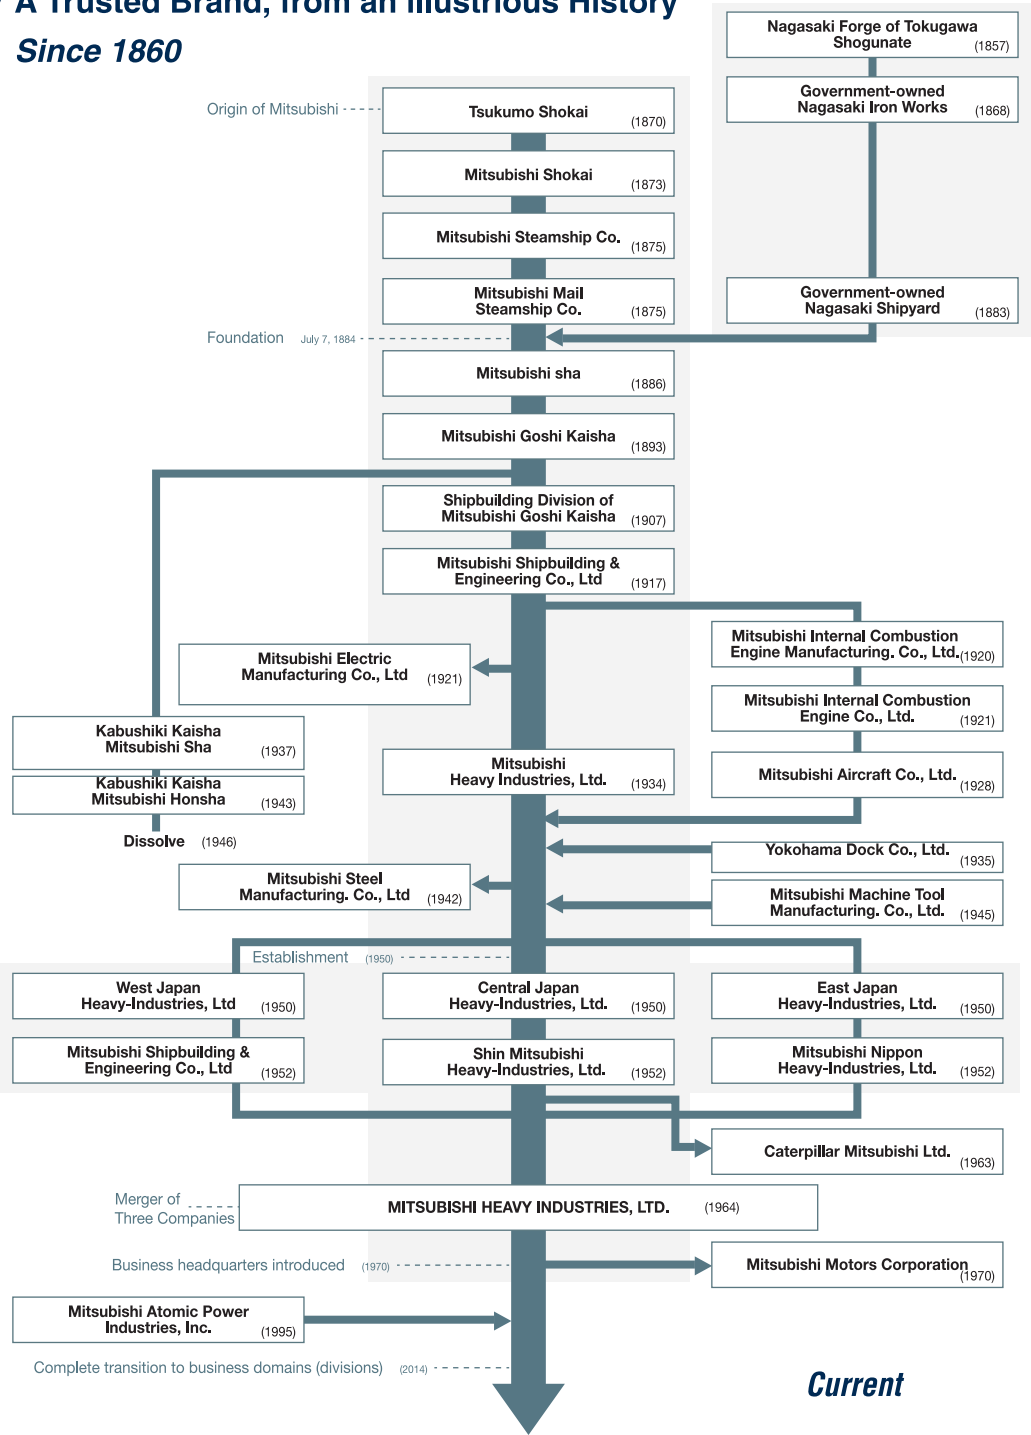 A Trusted Brand, from an Illustrious History
Since 1860
Nagasaki Forge of Tokugawa
Shogunate (1857)
Government-owned
Nagasaki Iron Works (1868)
Origin of Mitsubishi
Tsukumo Shokai
(1870)
Mitsubishi Shokai
(1873)
Mitsubishi Steamship Co.
(1875)
Mitsubishi Mail
Steamship Co. (1875)
Government-owned
Nagasaki Shipyard (1883)
Foundation July 7, 1884
Mitsubishi sha
(1886)
Mitsubishi Goshi Kaisha
(1893)
Shipbuilding Division of
Mitsubishi Goshi Kaisha (1907)
Mitsubishi Shipbuilding &
Engineering Co., Ltd (1917)
Mitsubishi Internal Combustion
Engine Manufacturing. Co., Ltd. (1920)
Mitsubishi Electric
Manufacturing Co., Ltd (1921)
Mitsubishi Internal Combustion
Engine Co., Ltd. (1921)
Kabushiki Kaisha
Mitsubishi Sha (1937)
Mitsubishi
Heavy Industries, Ltd. (1934)
Mitsubishi Aircraft Co., Ltd.
(1928)
Kabushiki Kaisha
Mitsubishi Honsha (1943)
Dissolve (1946)
Yokohama Dock Co., Ltd.
(1935)
Mitsubishi Steel
Manufacturing. Co., Ltd (1942)
Mitsubishi Machine Tool
Manufacturing. Co., Ltd. (1945)
Establishment (1950)
West Japan
Heavy-Industries, Ltd (1950)
Central Japan
Heavy-Industries, Ltd. (1950)
East Japan
Heavy-Industries, Ltd. (1950)
Mitsubishi Shipbuilding &
Engineering Co., Ltd (1952)
Shin Mitsubishi
Heavy-Industries, Ltd. (1952)
Mitsubishi Nippon
Heavy-Industries, Ltd. (1952)
Caterpillar Mitsubishi Ltd.
(1963)
Merger of
Three Companies
MITSUBISHI HEAVY INDUSTRIES, LTD. (1964)
Business headquarters introduced (1970)
Mitsubishi Motors Corporation
(1970)
Mitsubishi Atomic Power
Industries, Inc. (1995)
Complete transition to business domains (divisions) (2014)
Current